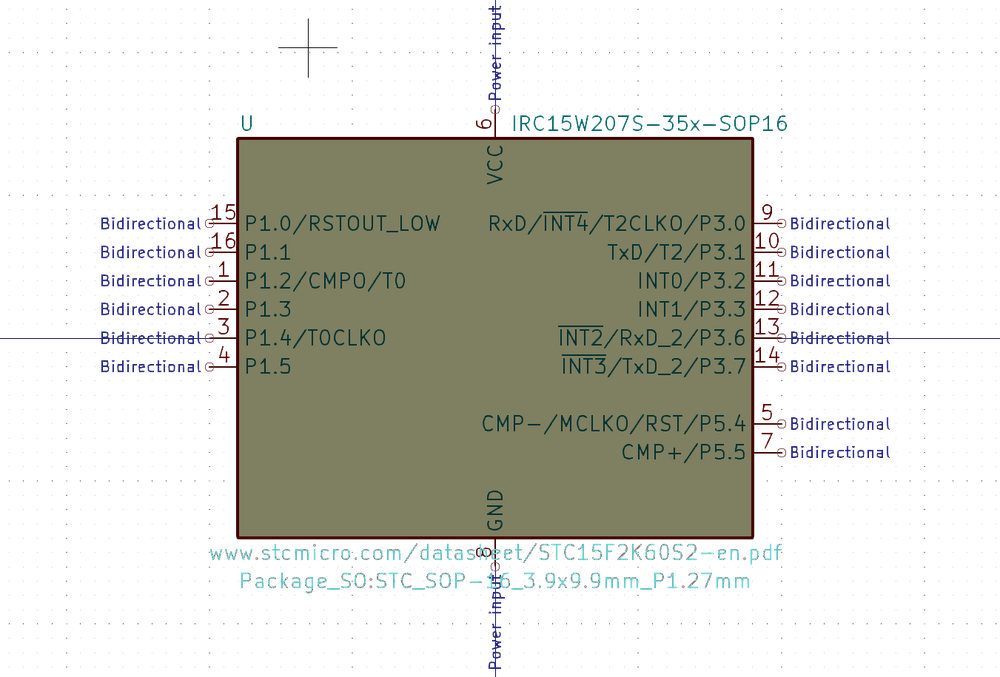 Power input
6
U IRC15W207S-35x-SOP16
VCC
Bidirectional 15 P1.0/RSTOUT_LOW RxD/INT4/T2CLKO/P3.0 9 Bidirectional
Bidirectional 16 P1.1 TxD/T2/P3.1 10 Bidirectional
Bidirectional 1 P1.2/CMPO/T0 INT0/P3.2 11 Bidirectional
Bidirectional 2 P1.3 INT1/P3.3 12 Bidirectional
Bidirectional 3 P1.4/T0CLKO INT2/RxD_2/P3.6 13 Bidirectional
Bidirectional 4 P1.5 INT3/TxD_2/P3.7 14 Bidirectional
CMP-/MCLKO/RST/P5.4 5 Bidirectional
CMP+/P5.5 7 Bidirectional
GND
8
www.stcmicro.com/datasheet/STC15F2K60S2-en.pdf
Package_SO:STC_SOP-16_3.9x9.9mm_P1.27mm
Power input